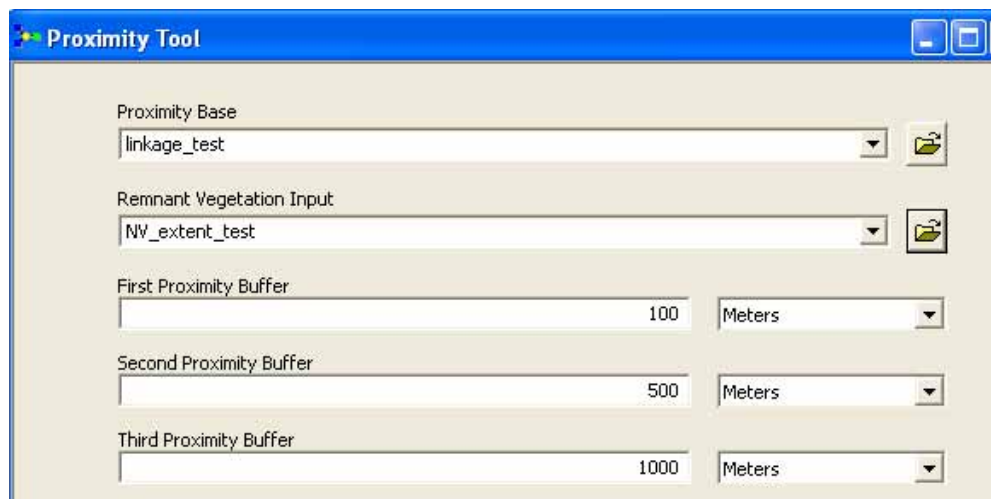 Proximity Tool
Proximity Base
linkage_test
Remnant Vegetation Input
NV_extent_test
First Proximity Buffer
100 Meters
Second Proximity Buffer
500 Meters
Third Proximity Buffer
1000 Meters